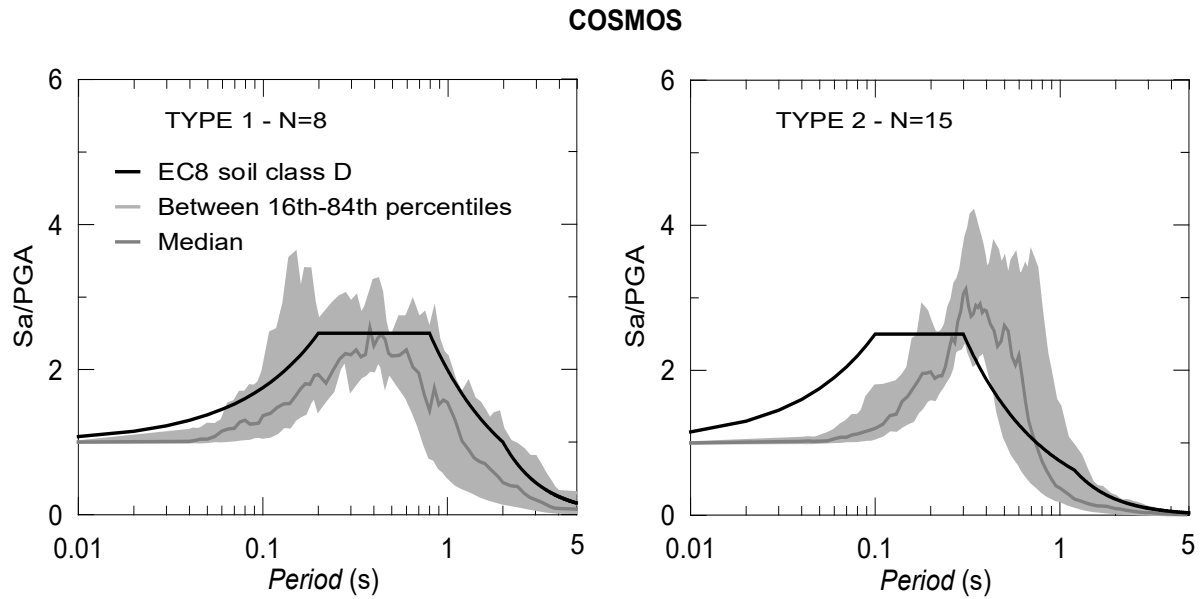 COSMOS
TYPE 1 - N=8
EC8 soil class D
Between 16th-84th percentiles
Median
Sa/PGA
6
4
2
0
0.01
0.1
1
5
Period (s)
TYPE 2 - N=15
Sa/PGA
6
4
2
0
0.01
0.1
1
5
Period (s)